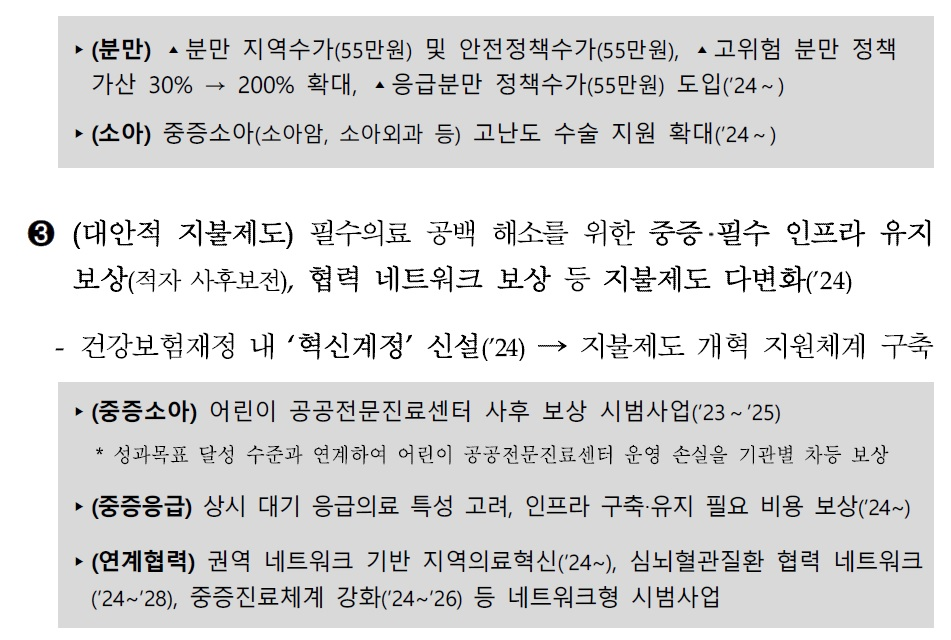 ▸ (분만) ▲분만 지역수가(55만원) 및 안전정책수가(55만원), ▲고위험 분만 정책
가산 30% → 200% 확대, ▲응급분만 정책수가(55만원) 도입(’24~)
▸ (소아) 중증소아(소아암, 소아외과 등) 고난도 수술 지원 확대(’24~)
❸ (대안적 지불제도) 필수의료 공백 해소를 위한 중증·필수 인프라 유지
보상(적자 사후보전), 협력 네트워크 보상 등 지불제도 다변화(’24)
- 건강보험재정 내 ‘혁신계정’ 신설(’24) → 지불제도 개혁 지원체계 구축
▸ (중증소아) 어린이 공공전문진료센터 사후 보상 시범사업(’23~’25)
* 성과목표 달성 수준과 연계하여 어린이 공공전문진료센터 운영 손실을 기관별 차등 보상
▸ (중증응급) 상시 대기 응급의료 특성 고려, 인프라 구축·유지 필요 비용 보상(’24~)
▸ (연계협력) 권역 네트워크 기반 지역의료혁신(’24~), 심뇌혈관질환 협력 네트워크
(’24~’28), 중증진료체계 강화(’24~’26) 등 네트워크형 시범사업